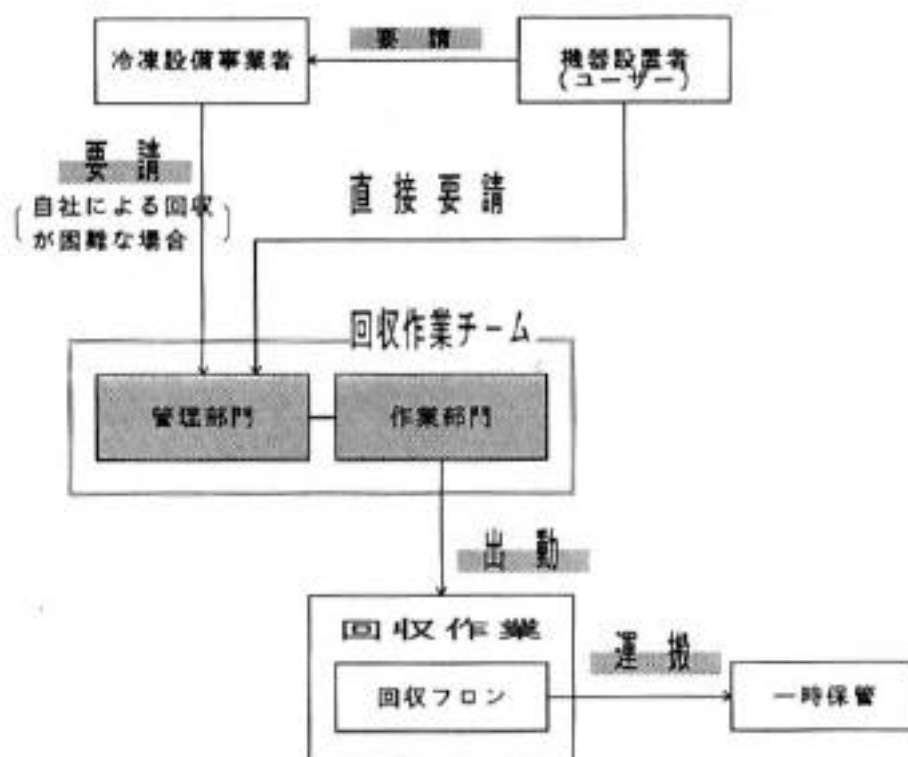 冷凍設備事業者
要請
機器設置者
(ユーザー)
要請
自社による回収
が困難な場合
直接要請
回収作業チーム
管理部門
作業部門
出動
回収作業
回収フロン
運搬
一時保管